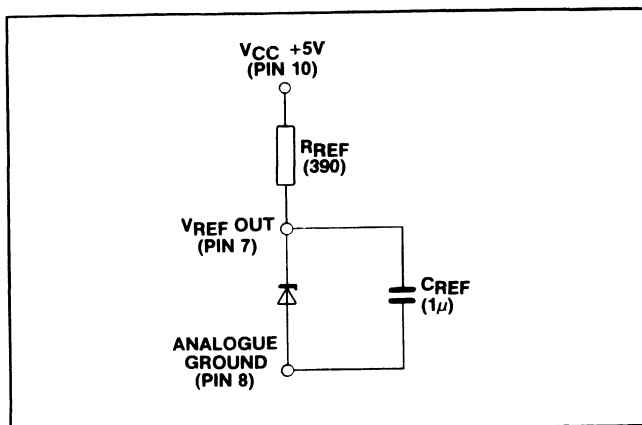 VCC +5V
(PIN 10)
RREF
(390)
VREF OUT
(PIN 7)
CREF
(1μ)
ANALOGUE
GROUND
(PIN 8)